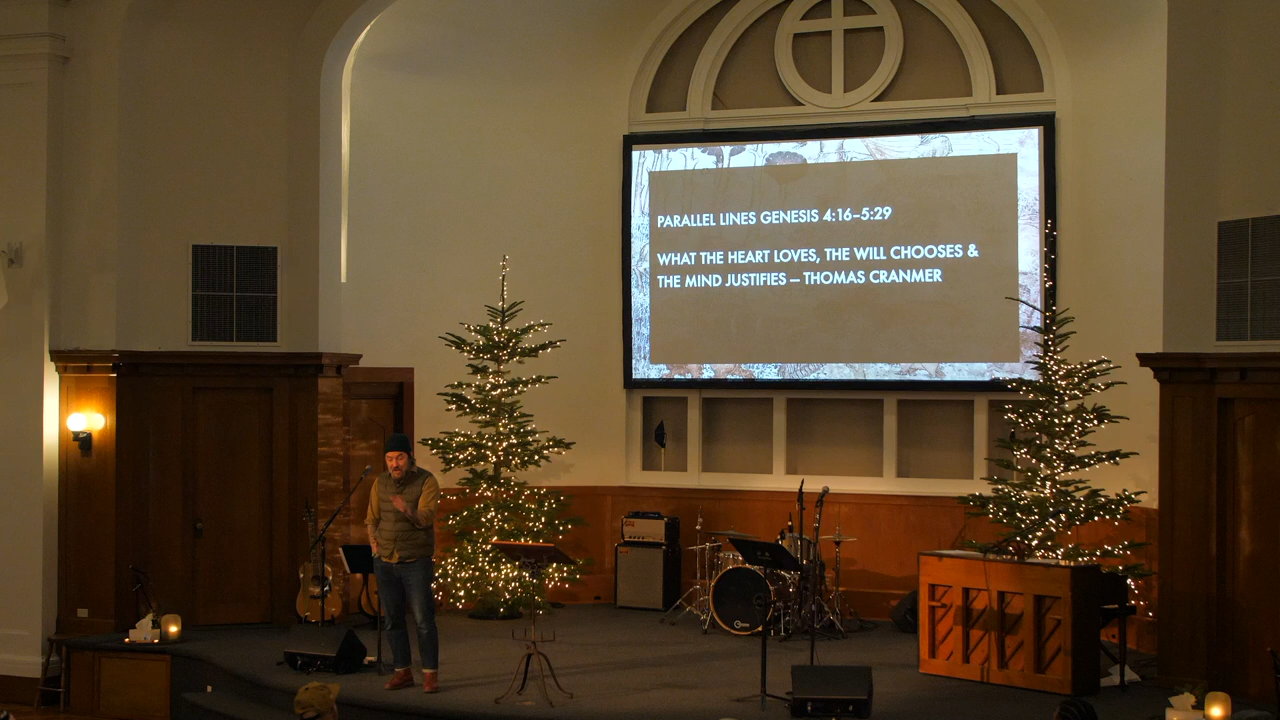 PARALLEL LINES GENESIS 4:16–5:29
WHAT THE HEART LOVES, THE WILL CHOOSES &
THE MIND JUSTIFIES – THOMAS CRANMER